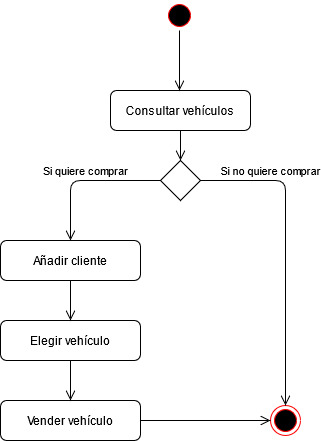 Consultar vehículos
Si quiere comprar
Si no quiere comprar
Añadir cliente
Elegir vehículo
Vender vehículo